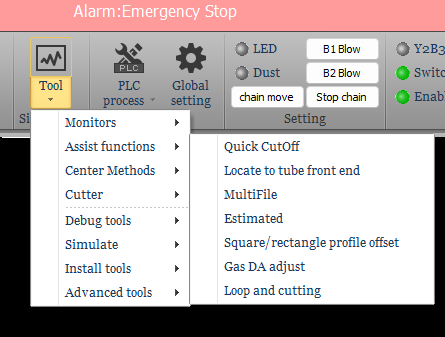 Alarm:Emergency Stop
LED
B1 Blow
Y2B3
PLC
Dust
B2 Blow
Switc
Tool
PLC process
Global setting
chain move
Stop chain
Enabl
Si
Setting
Monitors
Assist functions
Center Methods
Cutter
Debug tools
Simulate
Install tools
Advanced tools
Quick CutOff
Locate to tube front end
MultiFile
Estimated
Square/rectangle profile offset
Gas DA adjust
Loop and cutting